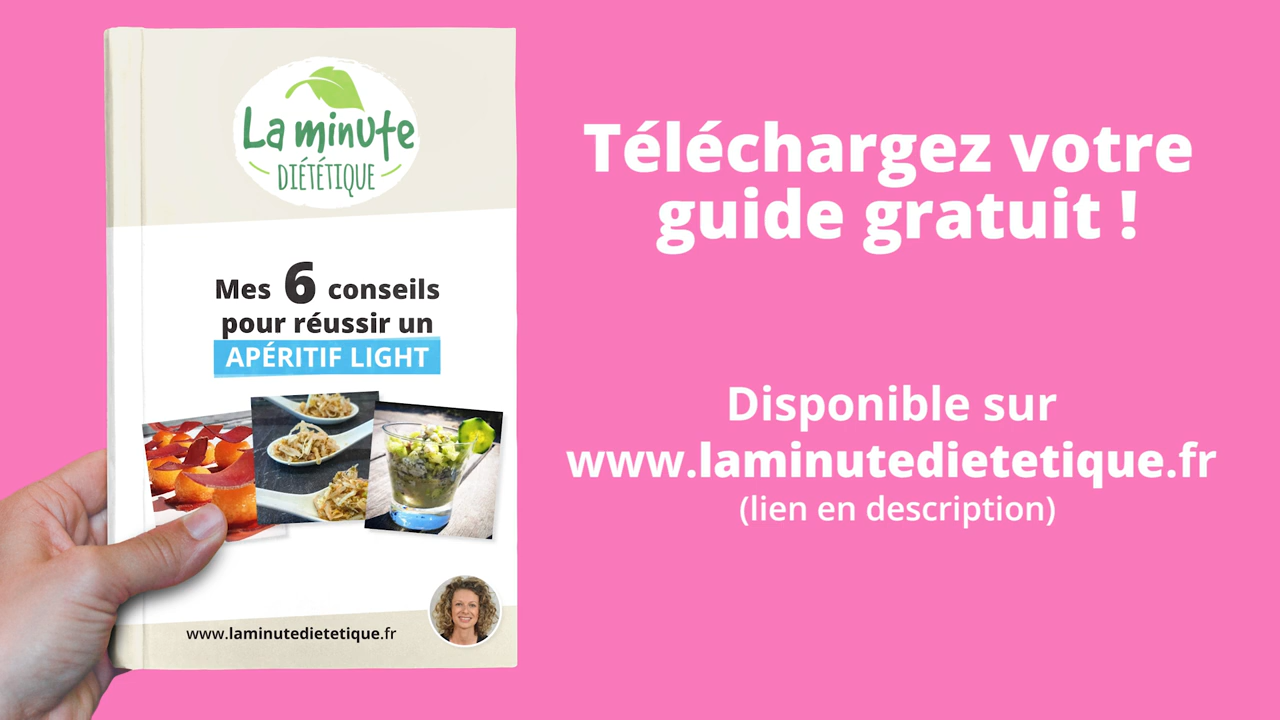 La minute
DIÉTÉTIQUE
Mes 6 conseils
pour réussir un
APÉRITIF LIGHT
www.laminutedietetique.fr
Téléchargez votre
guide gratuit !
Disponible sur
www.laminutedietetique.fr
(lien en description)